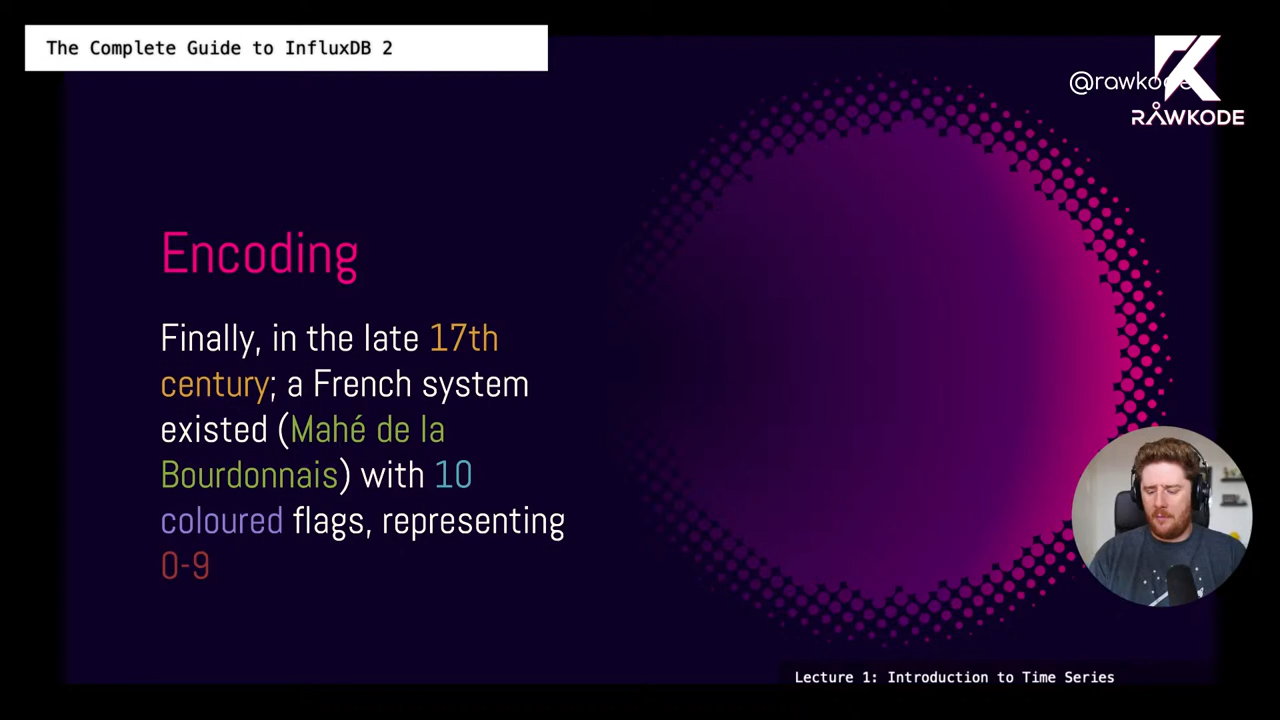 The Complete Guide to InfluxDB 2
@rawkode
RAWKODE
Encoding
Finally, in the late 17th
century; a French system
existed (Mahé de la
Bourdonnais) with 10
coloured flags, representing
0-9
Lecture 1: Introduction to Time Series